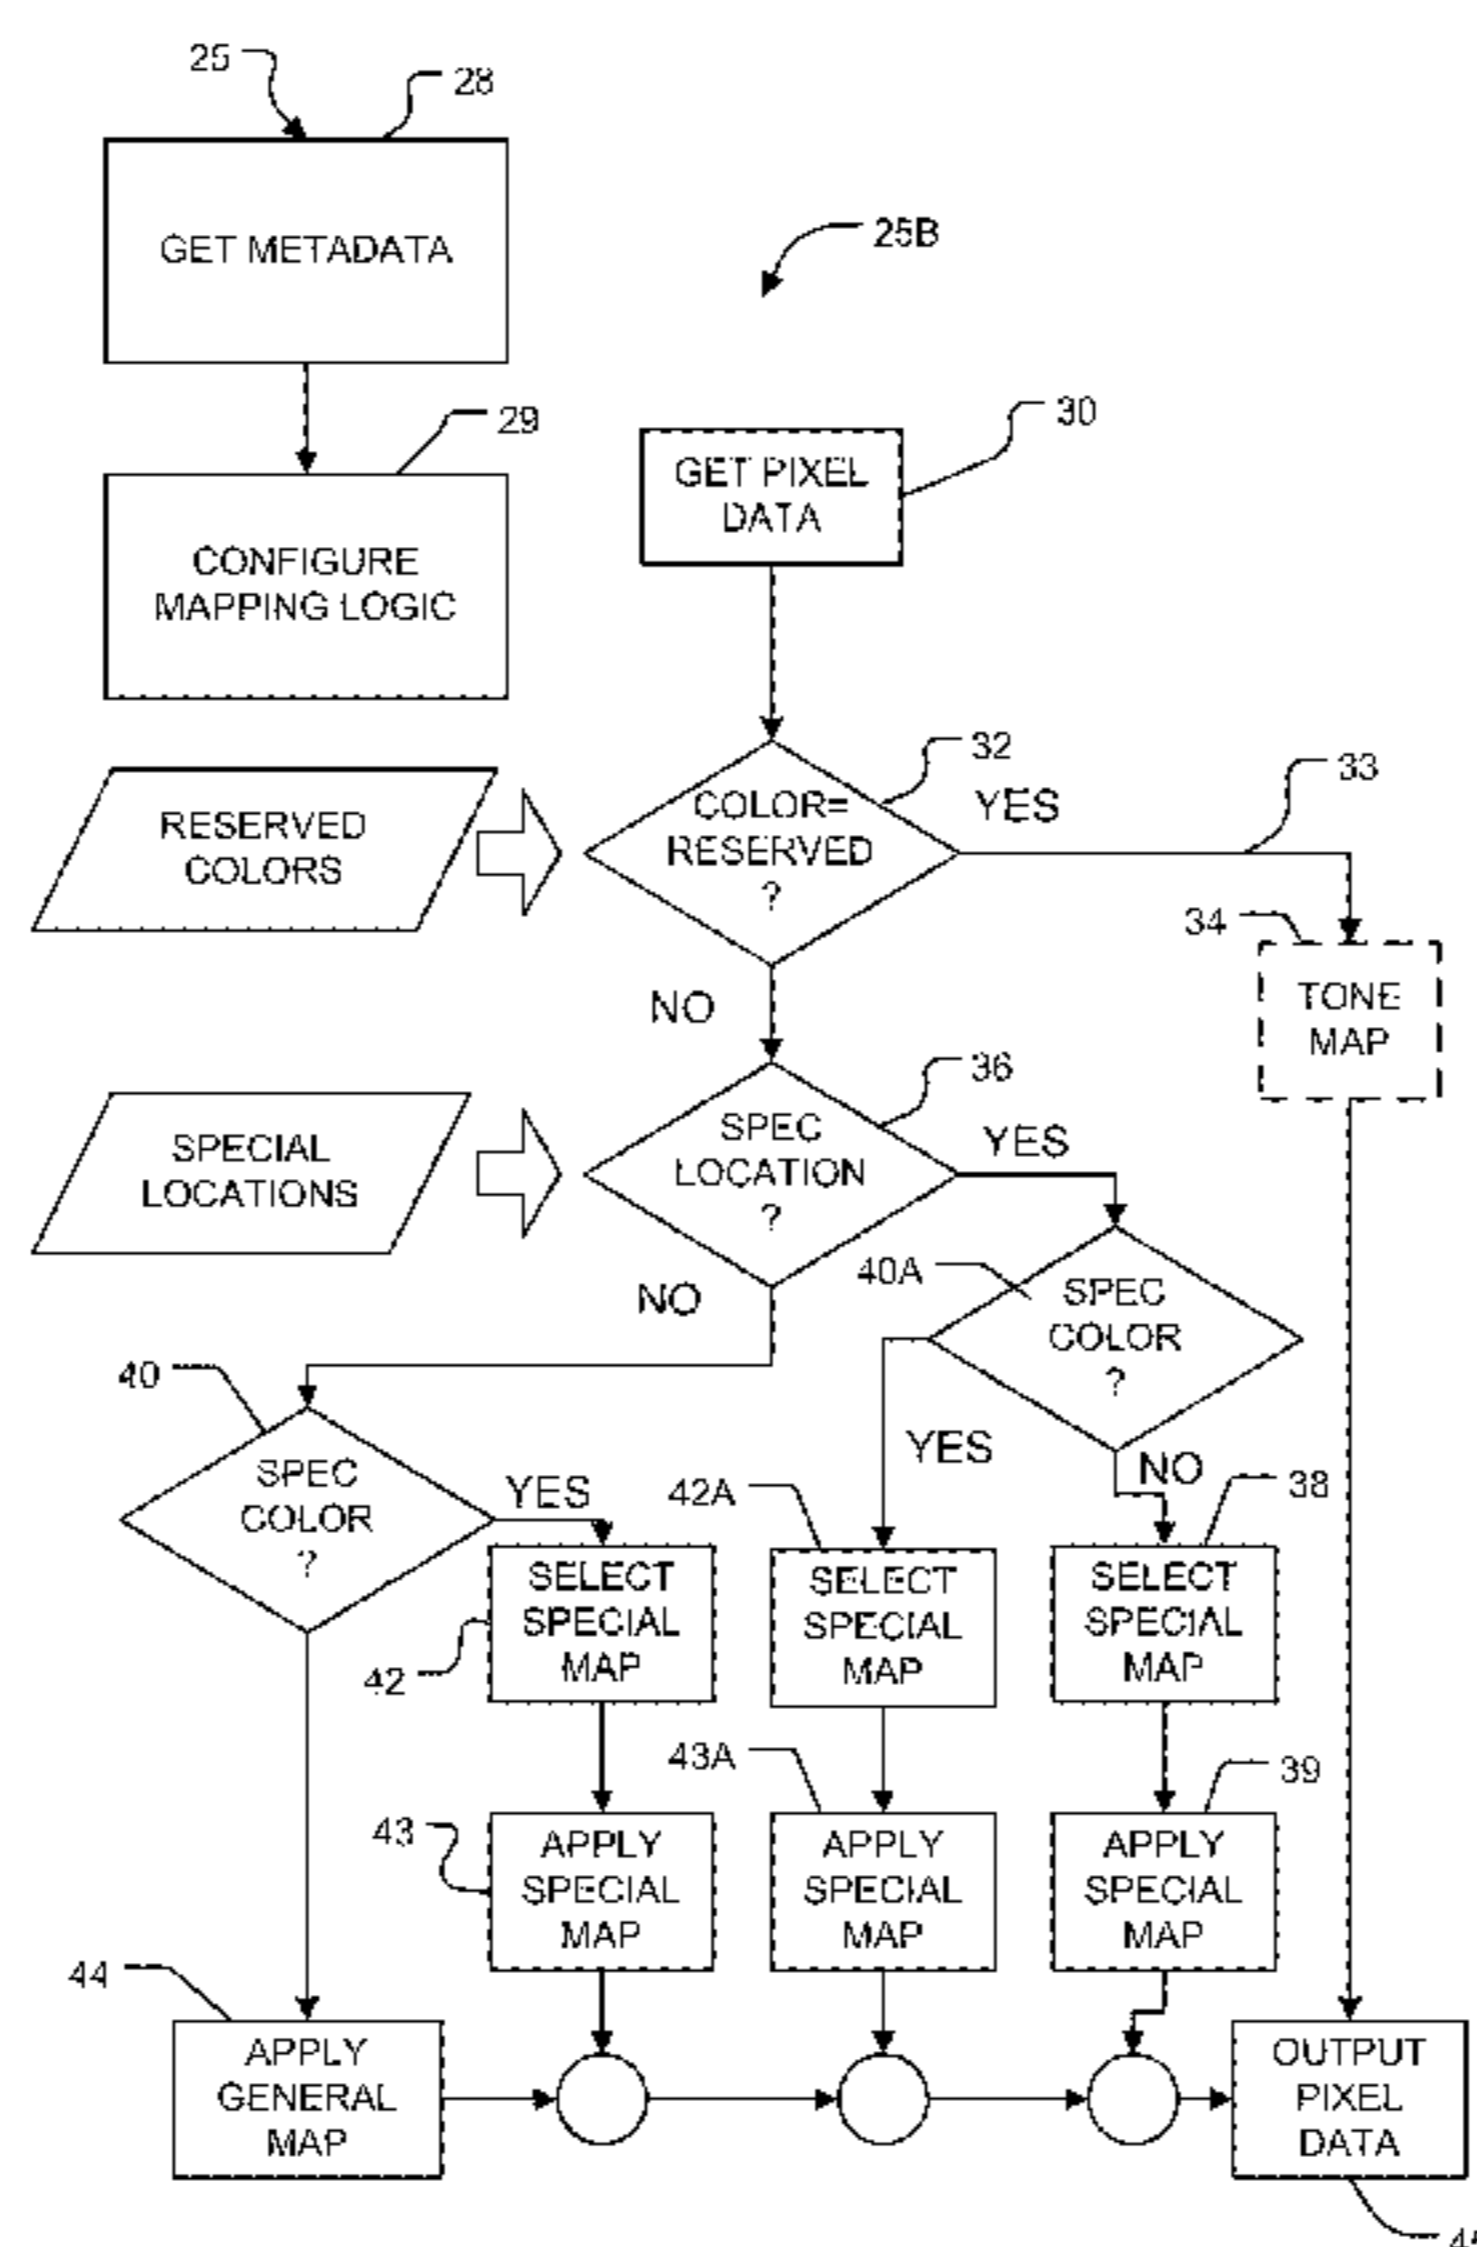 25
28
GET METADATA
25B
29
30
GET PIXEL
DATA
CONFIGURE
MAPPING LOGIC
32
33
COLOR=
RESERVED
?
YES
RESERVED
COLORS
34
TONE
MAP
NO
36
SPEC
LOCATION
?
YES
SPECIAL
LOCATIONS
40A
SPEC
COLOR
?
NO
40
YES
NO
SPEC
COLOR
?
YES
42A
38
SELECT
SPECIAL
MAP
SELECT
SPECIAL
MAP
SELECT
SPECIAL
MAP
42
43A
39
43
APPLY
SPECIAL
MAP
APPLY
SPECIAL
MAP
APPLY
SPECIAL
MAP
44
APPLY
GENERAL
MAP
OUTPUT
PIXEL
DATA